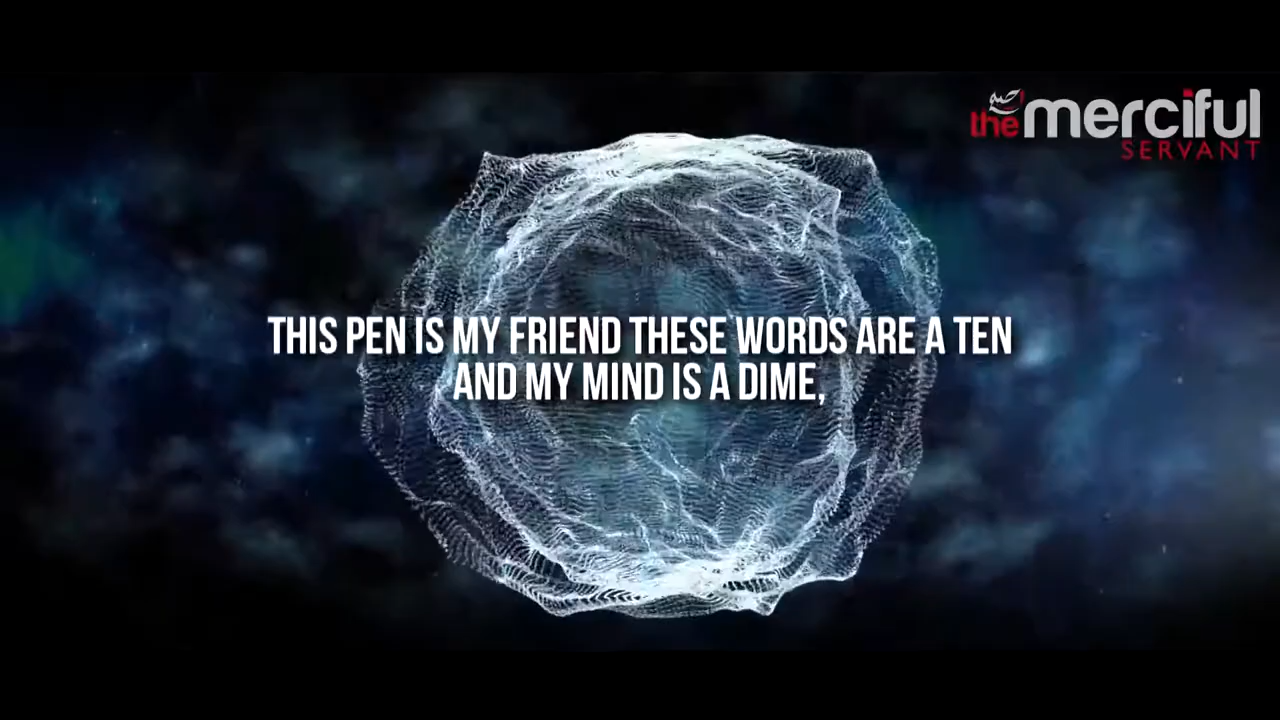 the merciful
SERVANT
THIS PEN IS MY FRIEND THESE WORDS ARE A TEN
AND MY MIND IS A DIME,